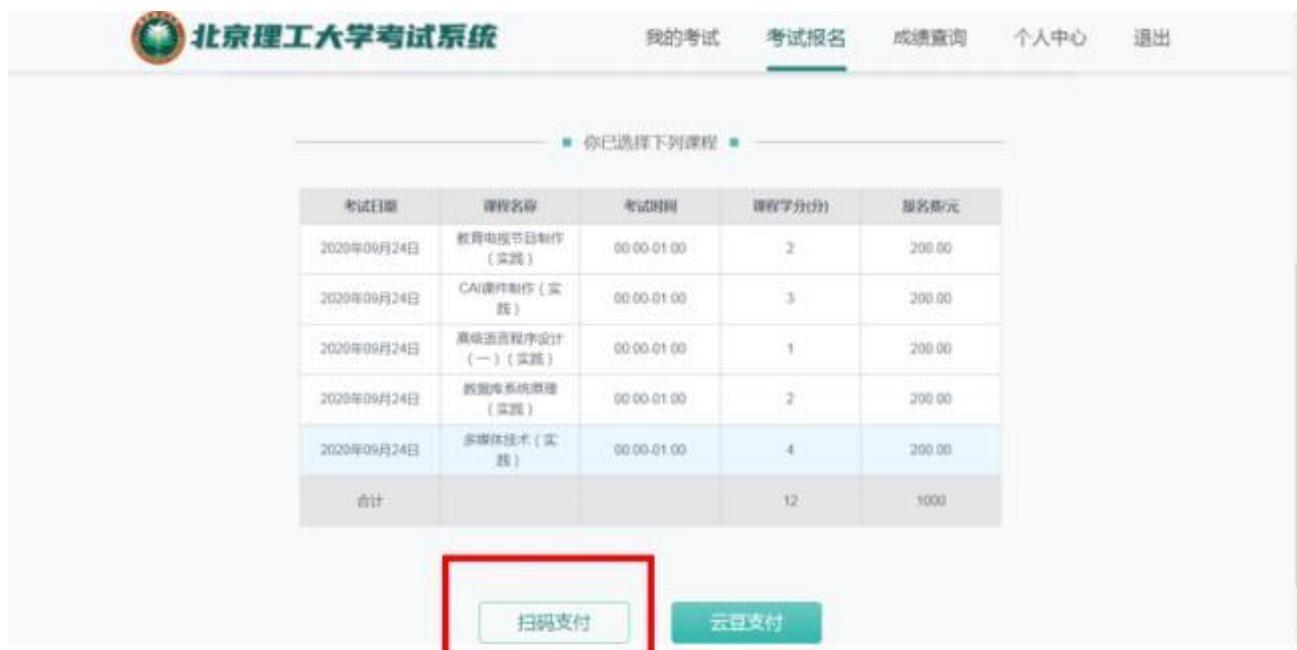 北京理工大学考试系统 我的考试 考试报名 成绩查询 个人中心 退出
你已选择下列课程
考试日期 课程名称 考试时间 课程学分(分) 报名费/元
2020年09月24日 教育电视节目制作 00:00-01:00 2 200.00
(实践)
2020年09月24日 CAI课件制作(实 00:00-01:00 3 200.00
践)
2020年09月24日 高级语言程序设计 00:00-01:00 1 200.00
(一)(实践)
2020年09月24日 数据库系统原理 00:00-01:00 2 200.00
(实践)
2020年09月24日 多媒体技术(实 00:00-01:00 4 200.00
践)
合计 12 1000
扫码支付 云豆支付